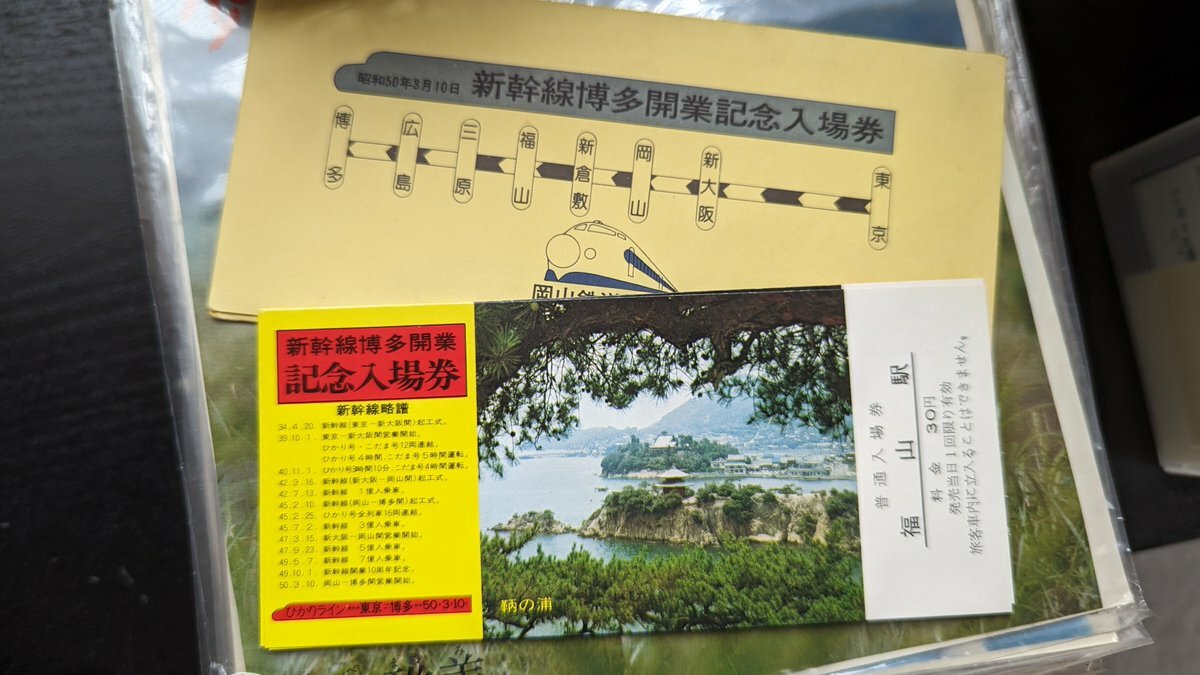 昭和50年3月10日 新幹線博多開業記念入場券
博多
広島
三原
福山
新倉敷
岡山
新大阪
東京
岡山鉄道
新幹線博多開業
記念入場券
新幹線略譜
34.4.20. 新幹線(東京ー新大阪間)起工式。
39.10.1. 東京ー新大阪間営業開始。
ひかり号・こだま号12両連結。
ひかり号4時間、こだま号5時間運転。
40.11.1. ひかり号3時間10分、こだま号4時間運転。
42.3.16. 新幹線(新大阪ー岡山間)起工式。
42.7.13. 新幹線 1億人乗車。
45.2.10. 新幹線(岡山ー博多間)起工式。
45.2.25. ひかり号全列車16両連結。
45.7.2. 新幹線 3億人乗車。
47.3.15. 新大阪ー岡山間営業開始。
47.9.23. 新幹線 5億人乗車。
49.5.7. 新幹線 7億人乗車。
49.10.1. 新幹線開業10周年記念。
50.3.10. 岡山ー博多間営業開始。
ひかりライン 東京ー博多 50・3・10
鞆の浦
普通入場券
福山駅
料金 30円
発売当日1回限り有効
旅客車内に立入ることはできません。